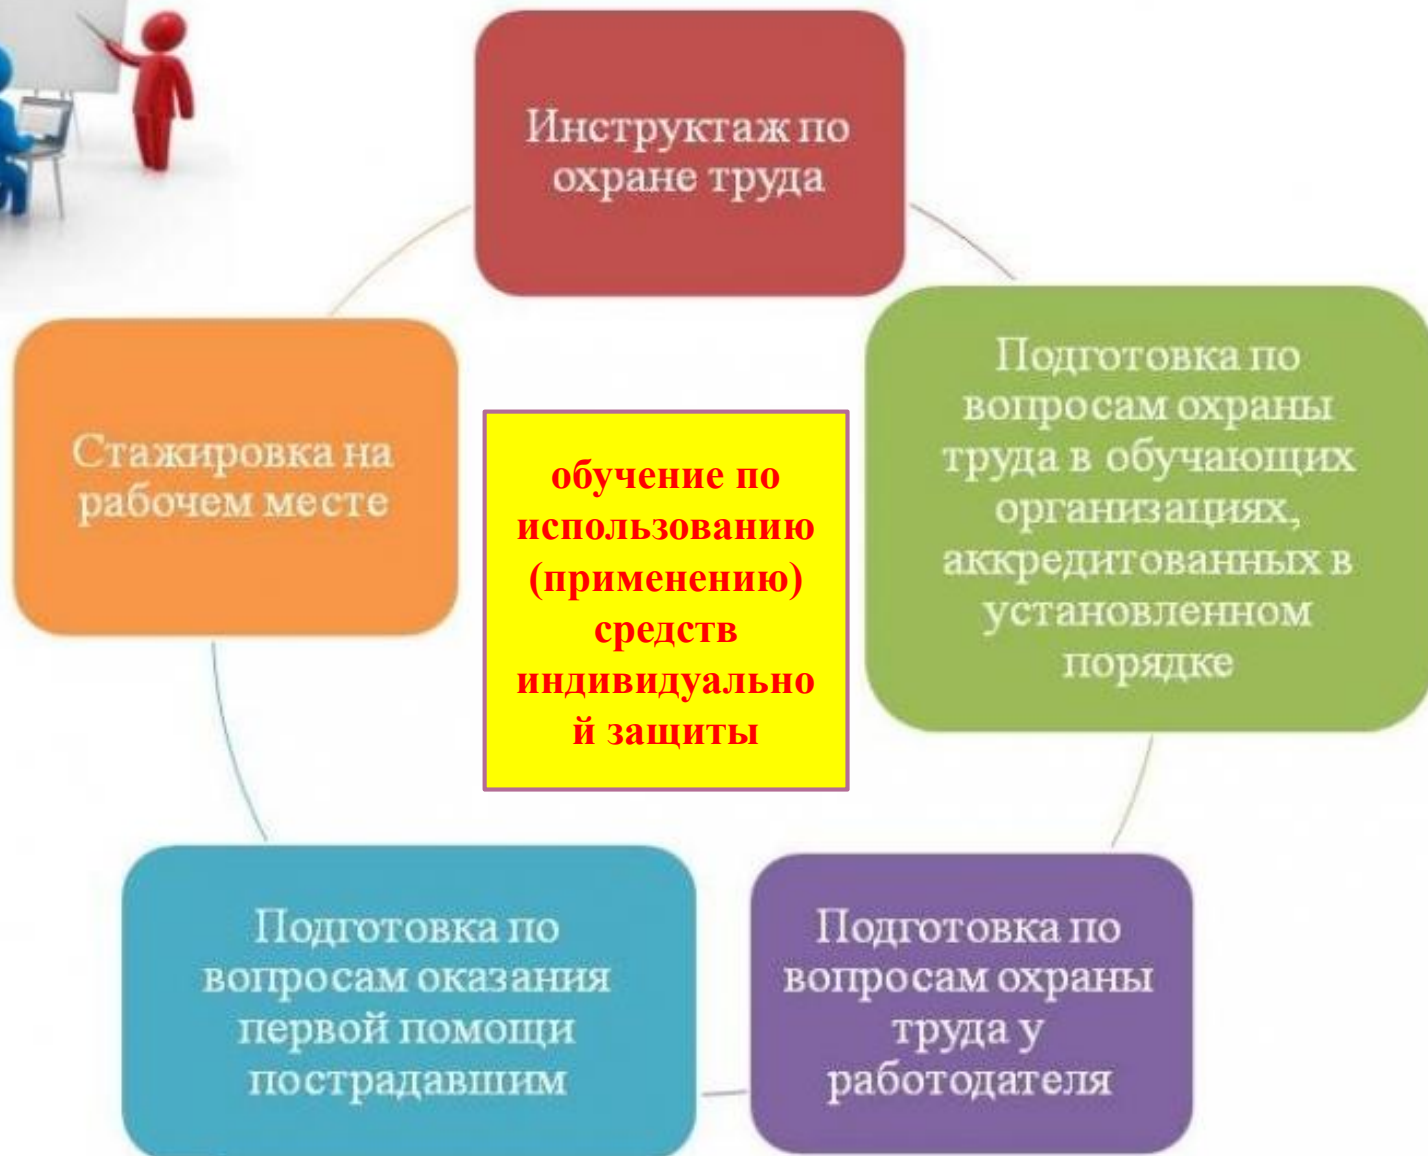 Инструктаж по
охране труда
Подготовка по
вопросам охраны
труда в обучающих
организациях,
аккредитованных в
установленном
порядке
Стажировка на
рабочем месте
обучение по
использованию
(применению)
средств
индивидуально
й защиты
Подготовка по
вопросам оказания
первой помощи
пострадавшим
Подготовка по
вопросам охраны
труда у
работодателя